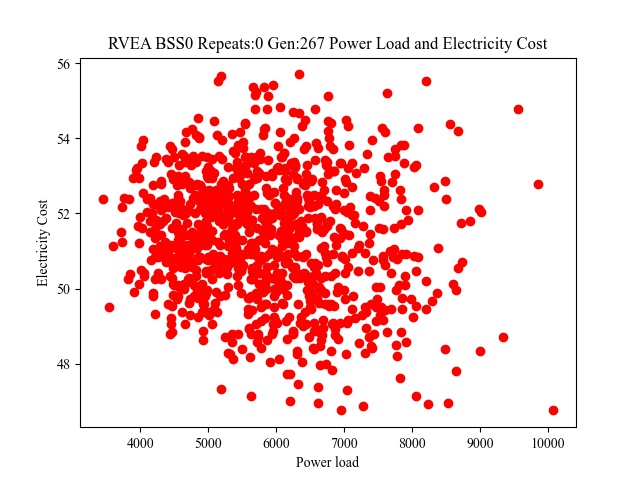 RVEA BSS0 Repeats:0 Gen:267 Power Load and Electricity Cost
56
54
52
50
48
Electricity Cost
4000 5000 6000 7000 8000 9000 10000
Power load